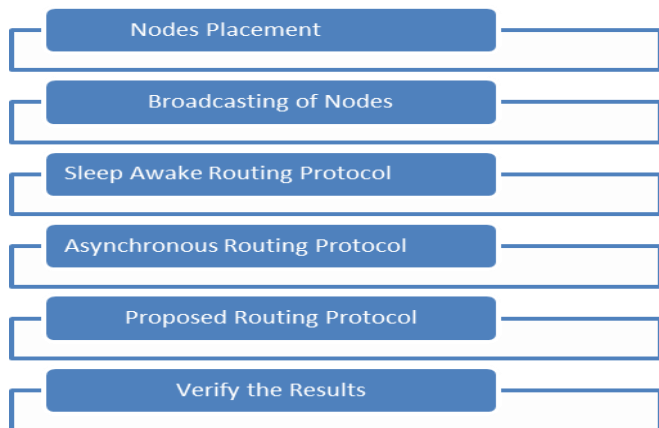 Nodes Placement
Broadcasting of Nodes
Sleep Awake Routing Protocol
Asynchronous Routing Protocol
Proposed Routing Protocol
Verify the Results